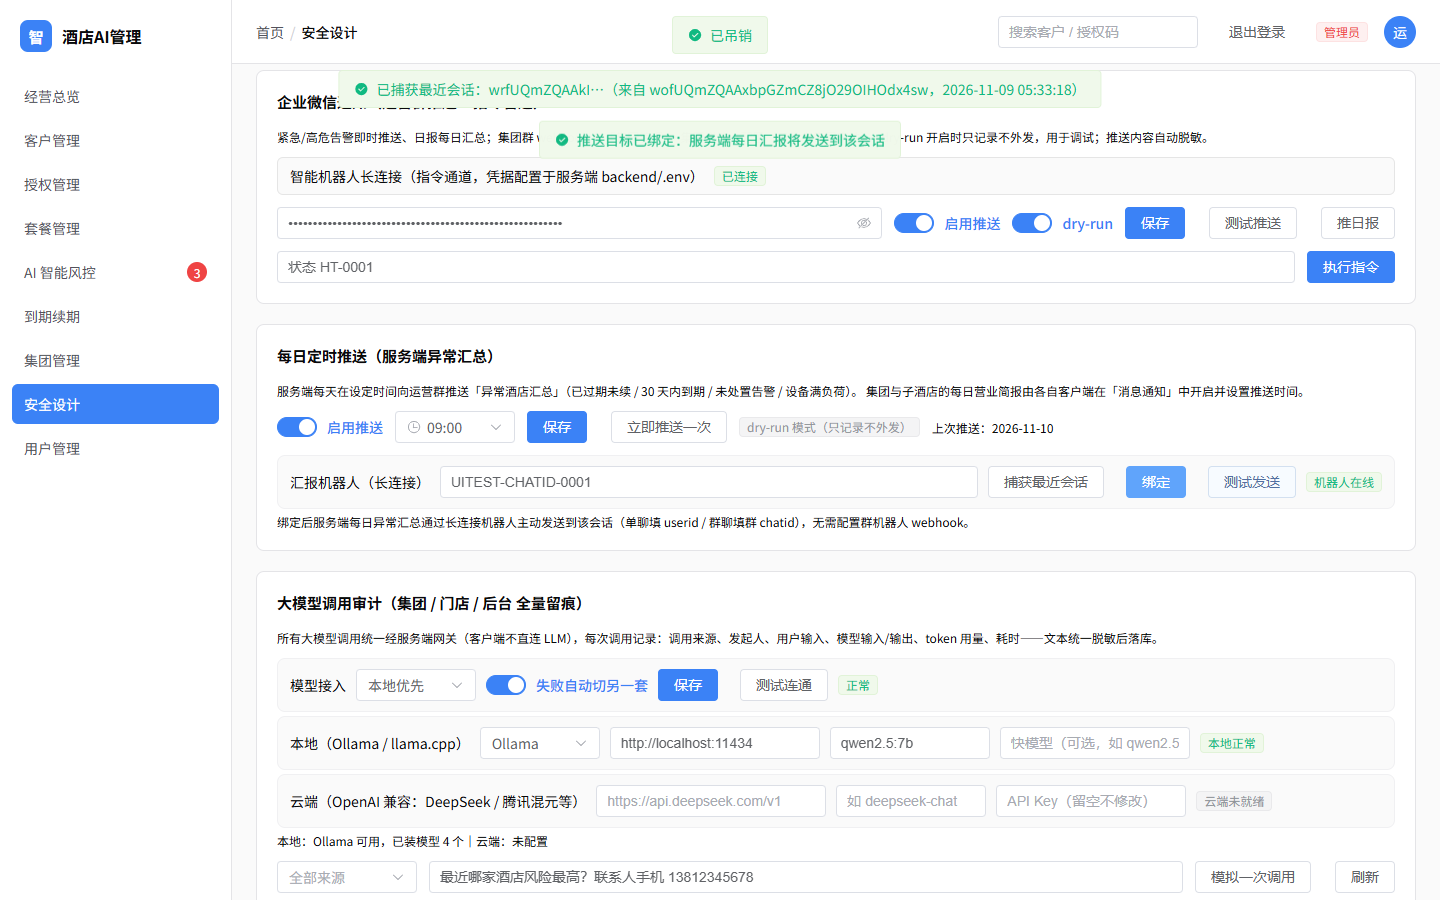 智 酒店AI管理
经营总览
客户管理
授权管理
套餐管理
AI 智能风控 3
到期续期
集团管理
安全设计
用户管理
首页 / 安全设计
已吊销
搜索客户 / 授权码
退出登录
管理员
运
已捕获最近会话：wrfUQmZQAAkI…（来自 wofUQmZQAAxbpGZmCZ8jO29OIHOdx4sw，2026-11-09 05:33:18）
企业微信
推送目标已绑定：服务端每日汇报将发送到该会话
紧急/高危告警即时推送、日报每日汇总；集团群
-run 开启时只记录不外发，用于调试；推送内容自动脱敏。
智能机器人长连接（指令通道，凭据配置于服务端 backend/.env） 已连接
启用推送 dry-run 保存 测试推送 推日报
状态 HT-0001 执行指令
每日定时推送（服务端异常汇总）
服务端每天在设定时间向运营群推送「异常酒店汇总」（已过期未续 / 30 天内到期 / 未处置告警 / 设备满负荷）。 集团与子酒店的每日营业简报由各自客户端在「消息通知」中开启并设置推送时间。
启用推送 09:00 保存 立即推送一次 dry-run 模式（只记录不外发） 上次推送：2026-11-10
汇报机器人（长连接） UITEST-CHATID-0001 捕获最近会话 绑定 测试发送 机器人在线
绑定后服务端每日异常汇总通过长连接机器人主动发送到该会话（单聊填 userid / 群聊填群 chatid），无需配置群机器人 webhook。
大模型调用审计（集团 / 门店 / 后台 全量留痕）
所有大模型调用统一经服务端网关（客户端不直连 LLM），每次调用记录：调用来源、发起人、用户输入、模型输入/输出、token 用量、耗时——文本统一脱敏后落库。
模型接入 本地优先 失败自动切另一套 保存 测试连通 正常
本地（Ollama / llama.cpp） Ollama http://localhost:11434 qwen2.5:7b 快模型（可选，如 qwen2.5 本地正常
云端（OpenAI 兼容：DeepSeek / 腾讯混元等） https://api.deepseek.com/v1 如 deepseek-chat API Key（留空不修改） 云端未就绪
本地：Ollama 可用，已装模型 4 个｜云端：未配置
全部来源 最近哪家酒店风险最高？联系人手机 13812345678 模拟一次调用 刷新